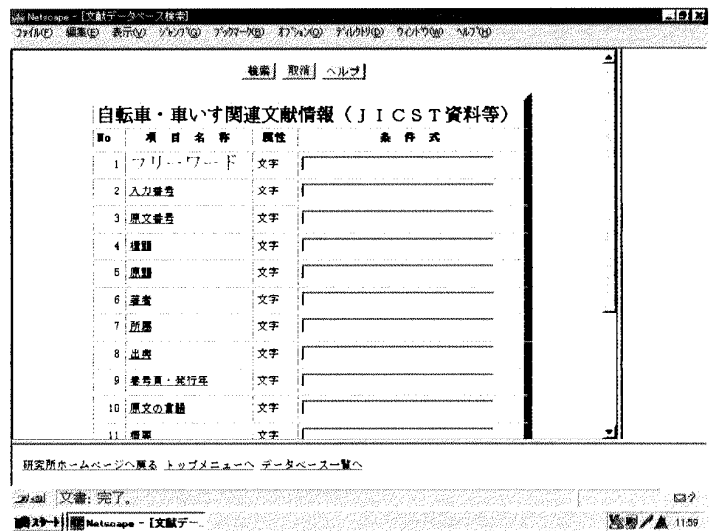 Netscape - [文献データベース検索]
ファイル(F) 編集(E) 表示(V) ジャンプ(G) ブックマーク(B) オプション(O) ディレクトリ(D) ウィンドウ(W) ヘルプ(H)
検索 取消 ヘルプ
自転車・車いす関連文献情報（ＪＩＣＳＴ資料等）
No 項目名称 属性 条件式
1 フリーワード 文字
2 入力番号 文字
3 原文番号 文字
4 標題 文字
5 原題 文字
6 著者 文字
7 所属 文字
8 出典 文字
9 巻号頁・発行年 文字
10 原文の言語 文字
11 概要 文字
研究所ホームページへ戻る トップメニューへ データベース一覧へ
文書: 完了。
スタート Netscape - [文献デー... 11:59